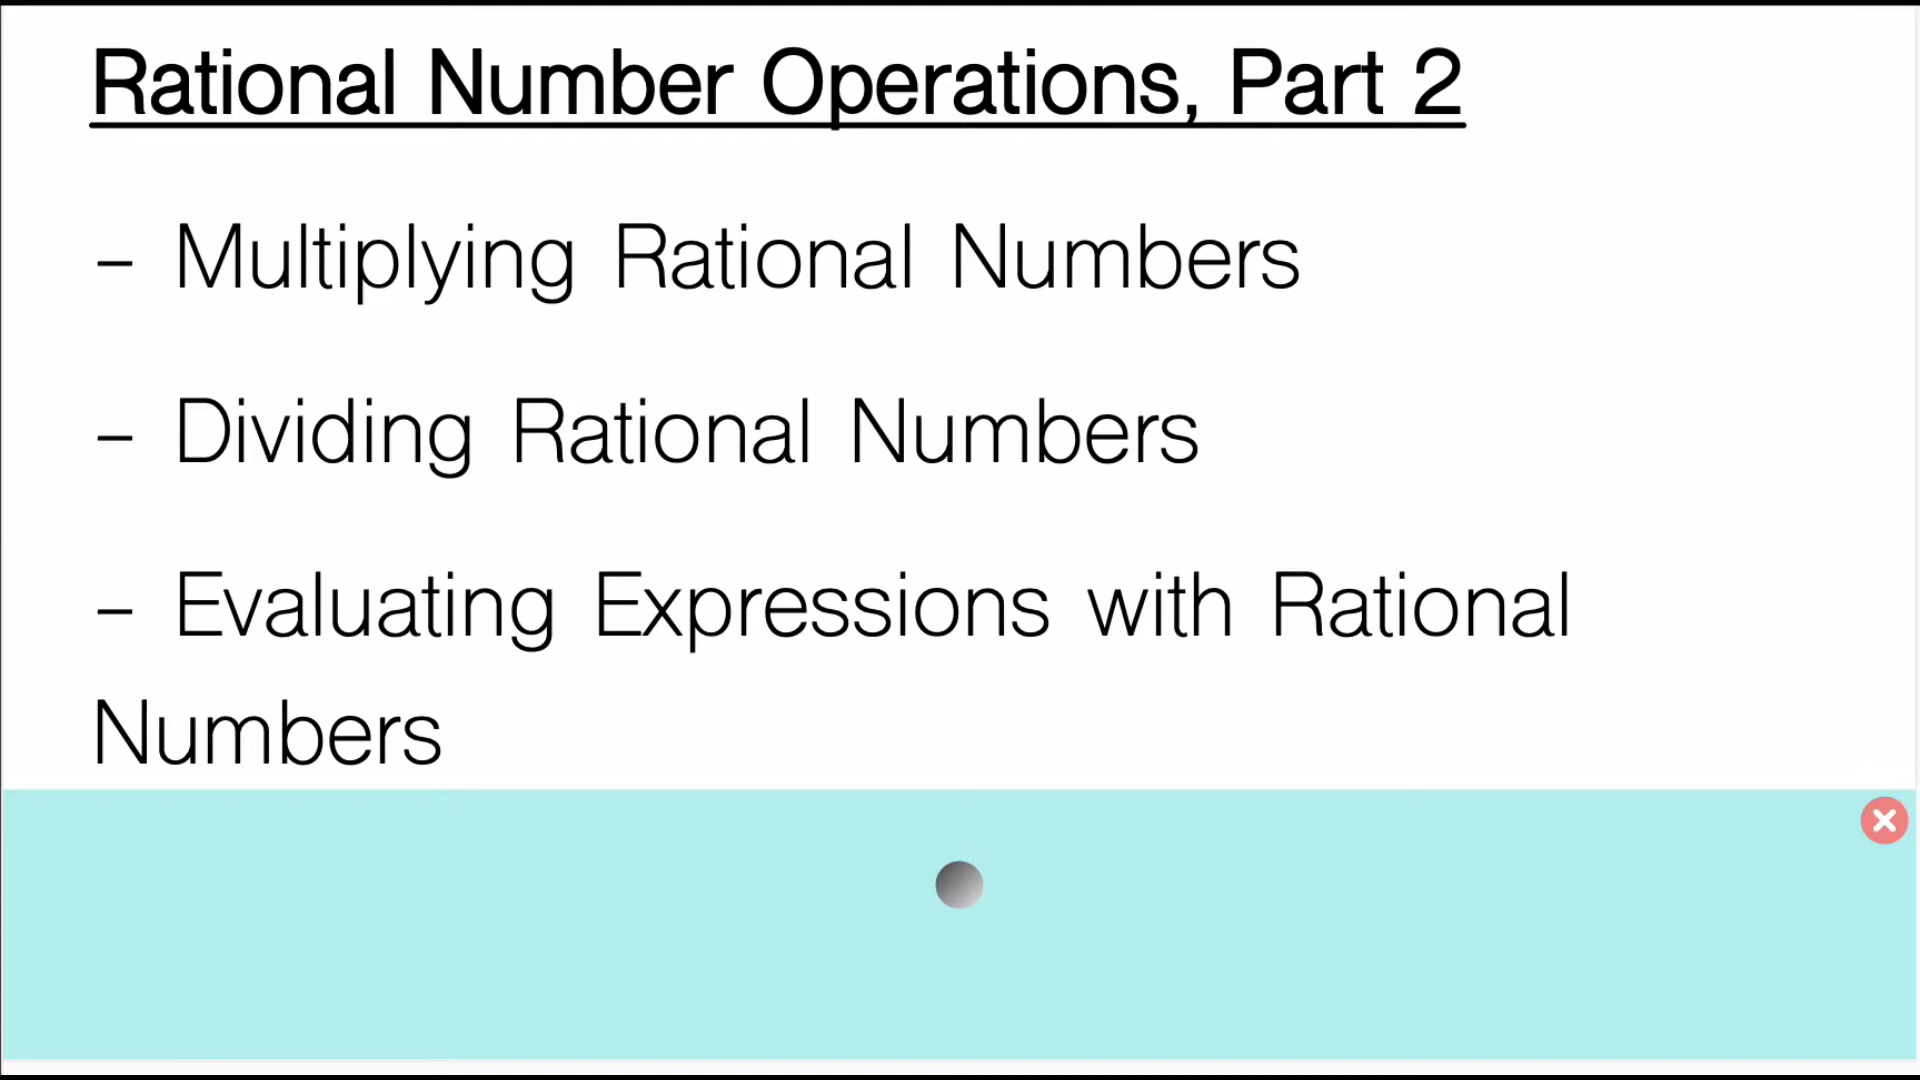 Rational Number Operations, Part 2
– Multiplying Rational Numbers
– Dividing Rational Numbers
– Evaluating Expressions with Rational
Numbers